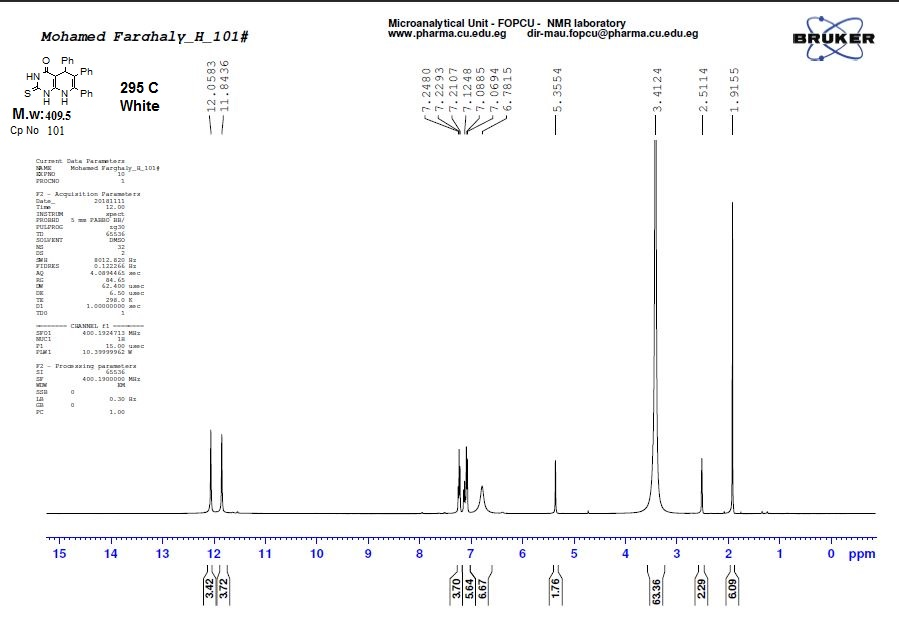 Microanalytical Unit - FOPCU - NMR laboratory
www.pharma.cu.edu.eg dir-mau.fopcu@pharma.cu.edu.eg
BRUKER
Mohamed Farghaly_H_101#
O Ph
HN Ph
S N N Ph
H H
295 C
White
M.w:409.5
Cp No 101
12.0583
11.8436
7.2480
7.2293
7.2107
7.1248
7.0885
7.0694
6.7815
5.3554
3.4124
2.5114
1.9155
Current Data Parameters
NAME Mohamed Farghaly_H_101#
EXPNO 10
PROCNO 1
F2 - Acquisition Parameters
Date_ 20181111
Time 12.00
INSTRUM spect
PROBHD 5 mm PABBO BB/
PULPROG zg30
TD 65536
SOLVENT DMSO
NS 32
DS 2
SWH 8012.820 Hz
FIDRES 0.122266 Hz
AQ 4.0894465 sec
RG 84.65
DW 62.400 usec
DE 6.50 usec
TE 298.0 K
D1 1.00000000 sec
TD0 1
======== CHANNEL f1 ========
SFO1 400.1924713 MHz
NUC1 1H
P1 15.00 usec
PLW1 10.39999962 W
F2 - Processing parameters
SI 65536
SF 400.1900000 MHz
WDW EM
SSB 0
LB 0.30 Hz
GB 0
PC 1.00
15 14 13 12 11 10 9 8 7 6 5 4 3 2 1 0 ppm
3.42
3.72
3.70
5.64
6.67
1.76
63.36
2.29
6.09